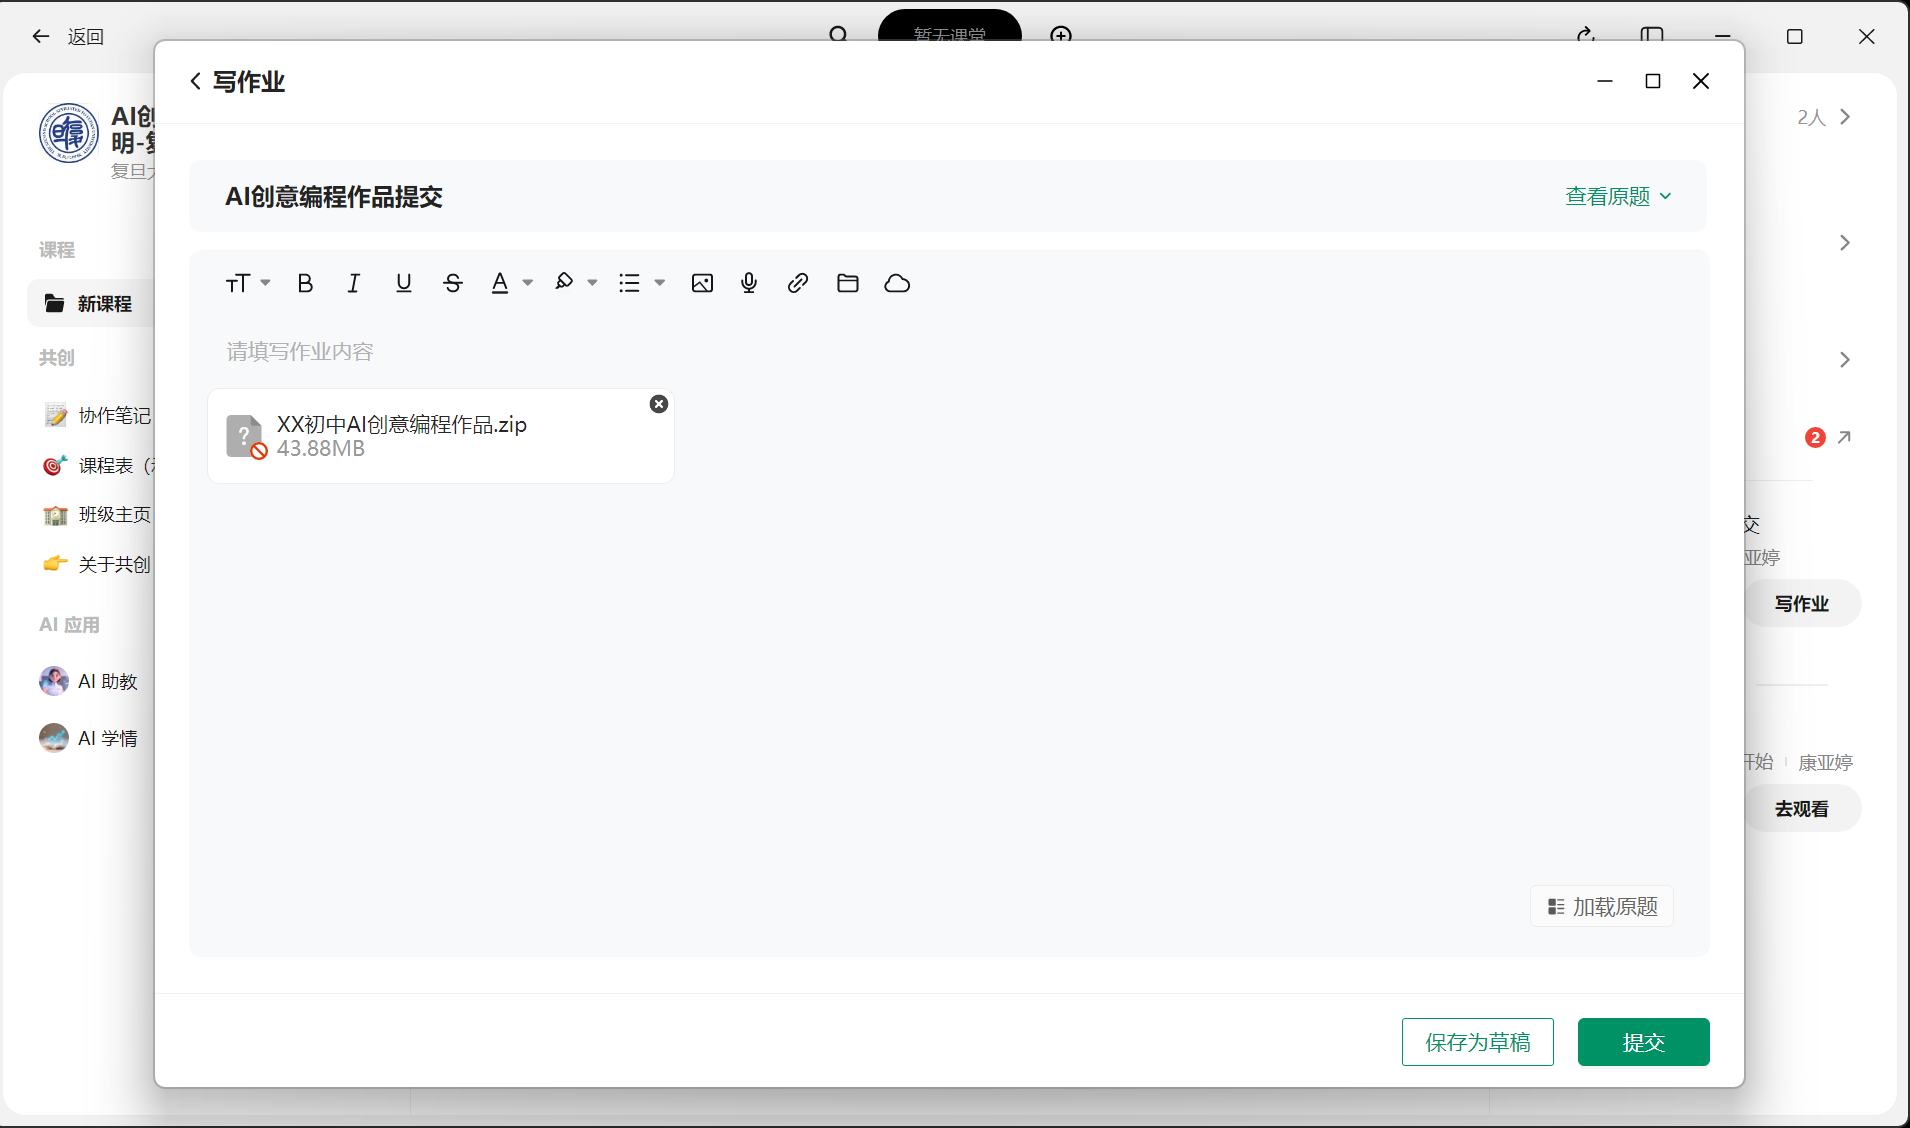 返回
暂无课堂
AI创
明-复
复旦大
2人
课程
新课程
共创
协作笔记
课程表（
班级主页
关于共创
AI 应用
AI 助教
AI 学情
写作业
AI创意编程作品提交
查看原题
TT
B
I
U
S
A
请填写作业内容
XX初中AI创意编程作品.zip
43.88MB
加载原题
保存为草稿
提交
2
交
亚婷
写作业
开始
康亚婷
去观看